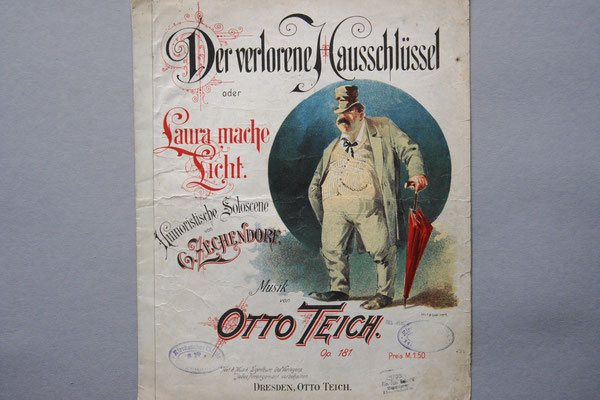 Der verlorene Hausschlüssel
oder
Laura mache
Licht.
Humoristische Soloscene
von
G. Zechendorf.
Musik
von
OTTO TEICH.
Op. 181.
Preis M. 1.50
DRESDEN, OTTO TEICH.